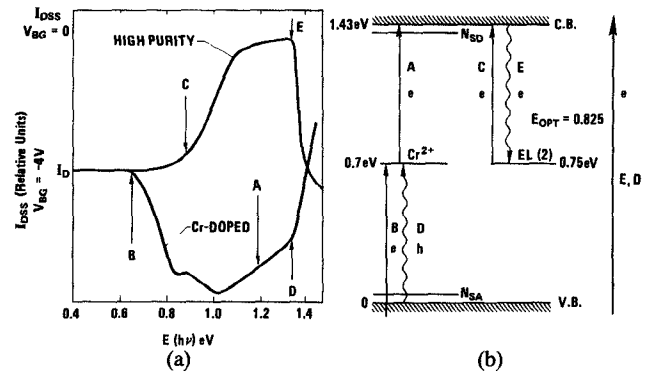 I_DSS
V_BG = 0
HIGH PURITY
E
C
I_D
A
B
Cr-DOPED
D
I_DSS (Relative Units)
V_BG = -4V
0.4 0.6 0.8 1.0 1.2 1.4
E (hν) eV
(a)
1.43eV
C.B.
N_SD
A
e
C
e
E
e
E_OPT = 0.825
e
Cr²⁺
EL (2)
0.7eV
0.75eV
E, D
B
e
D
h
N_SA
0
V.B.
(b)